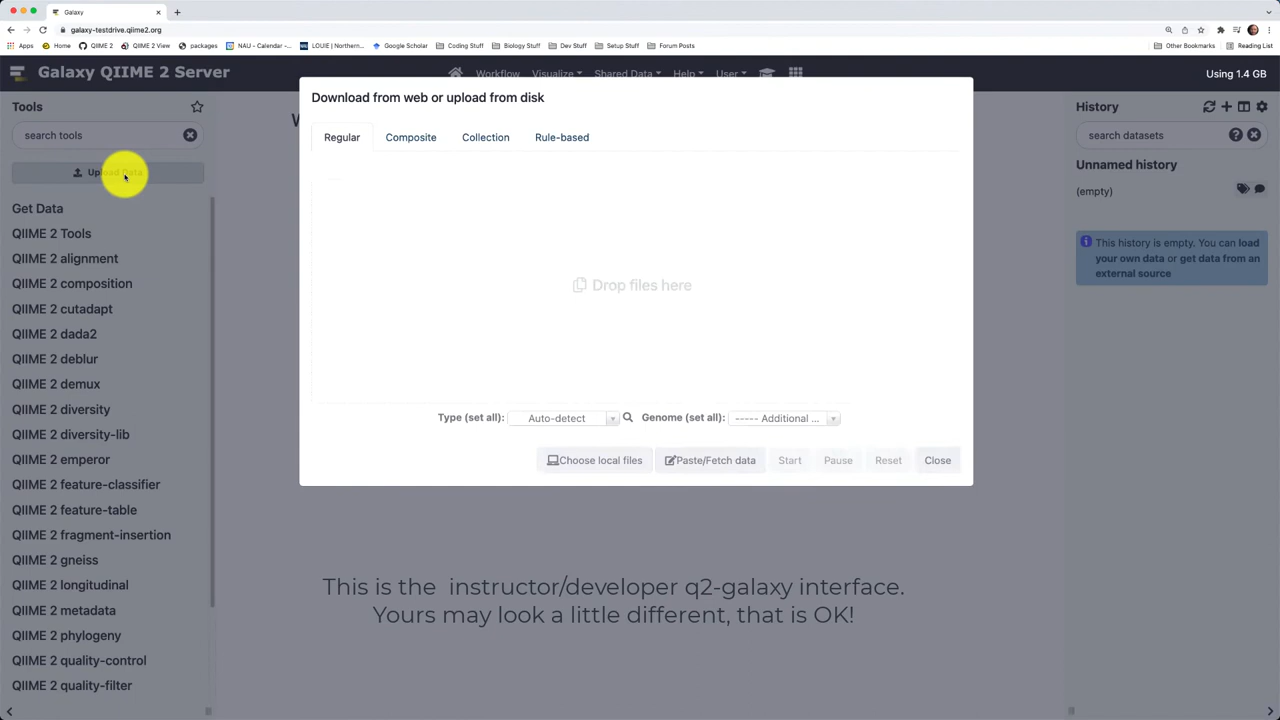 Galaxy
galaxy-testdrive.qiime2.org
Apps Home QIIME 2 QIIME 2 View packages NAU - Calendar -... LOUIE | Northern... Google Scholar Coding Stuff Biology Stuff Dev Stuff Setup Stuff Forum Posts Other Bookmarks Reading List
Galaxy QIIME 2 Server Workflow Visualize Shared Data Help User Using 1.4 GB
Tools
search tools
Upload Data
Get Data
QIIME 2 Tools
QIIME 2 alignment
QIIME 2 composition
QIIME 2 cutadapt
QIIME 2 dada2
QIIME 2 deblur
QIIME 2 demux
QIIME 2 diversity
QIIME 2 diversity-lib
QIIME 2 emperor
QIIME 2 feature-classifier
QIIME 2 feature-table
QIIME 2 fragment-insertion
QIIME 2 gneiss
QIIME 2 longitudinal
QIIME 2 metadata
QIIME 2 phylogeny
QIIME 2 quality-control
QIIME 2 quality-filter
Download from web or upload from disk
Regular Composite Collection Rule-based
Drop files here
Type (set all): Auto-detect Genome (set all): ----- Additional ...
Choose local files Paste/Fetch data Start Pause Reset Close
This is the instructor/developer q2-galaxy interface.
Yours may look a little different, that is OK!
History
search datasets
Unnamed history
(empty)
This history is empty. You can load
your own data or get data from an
external source